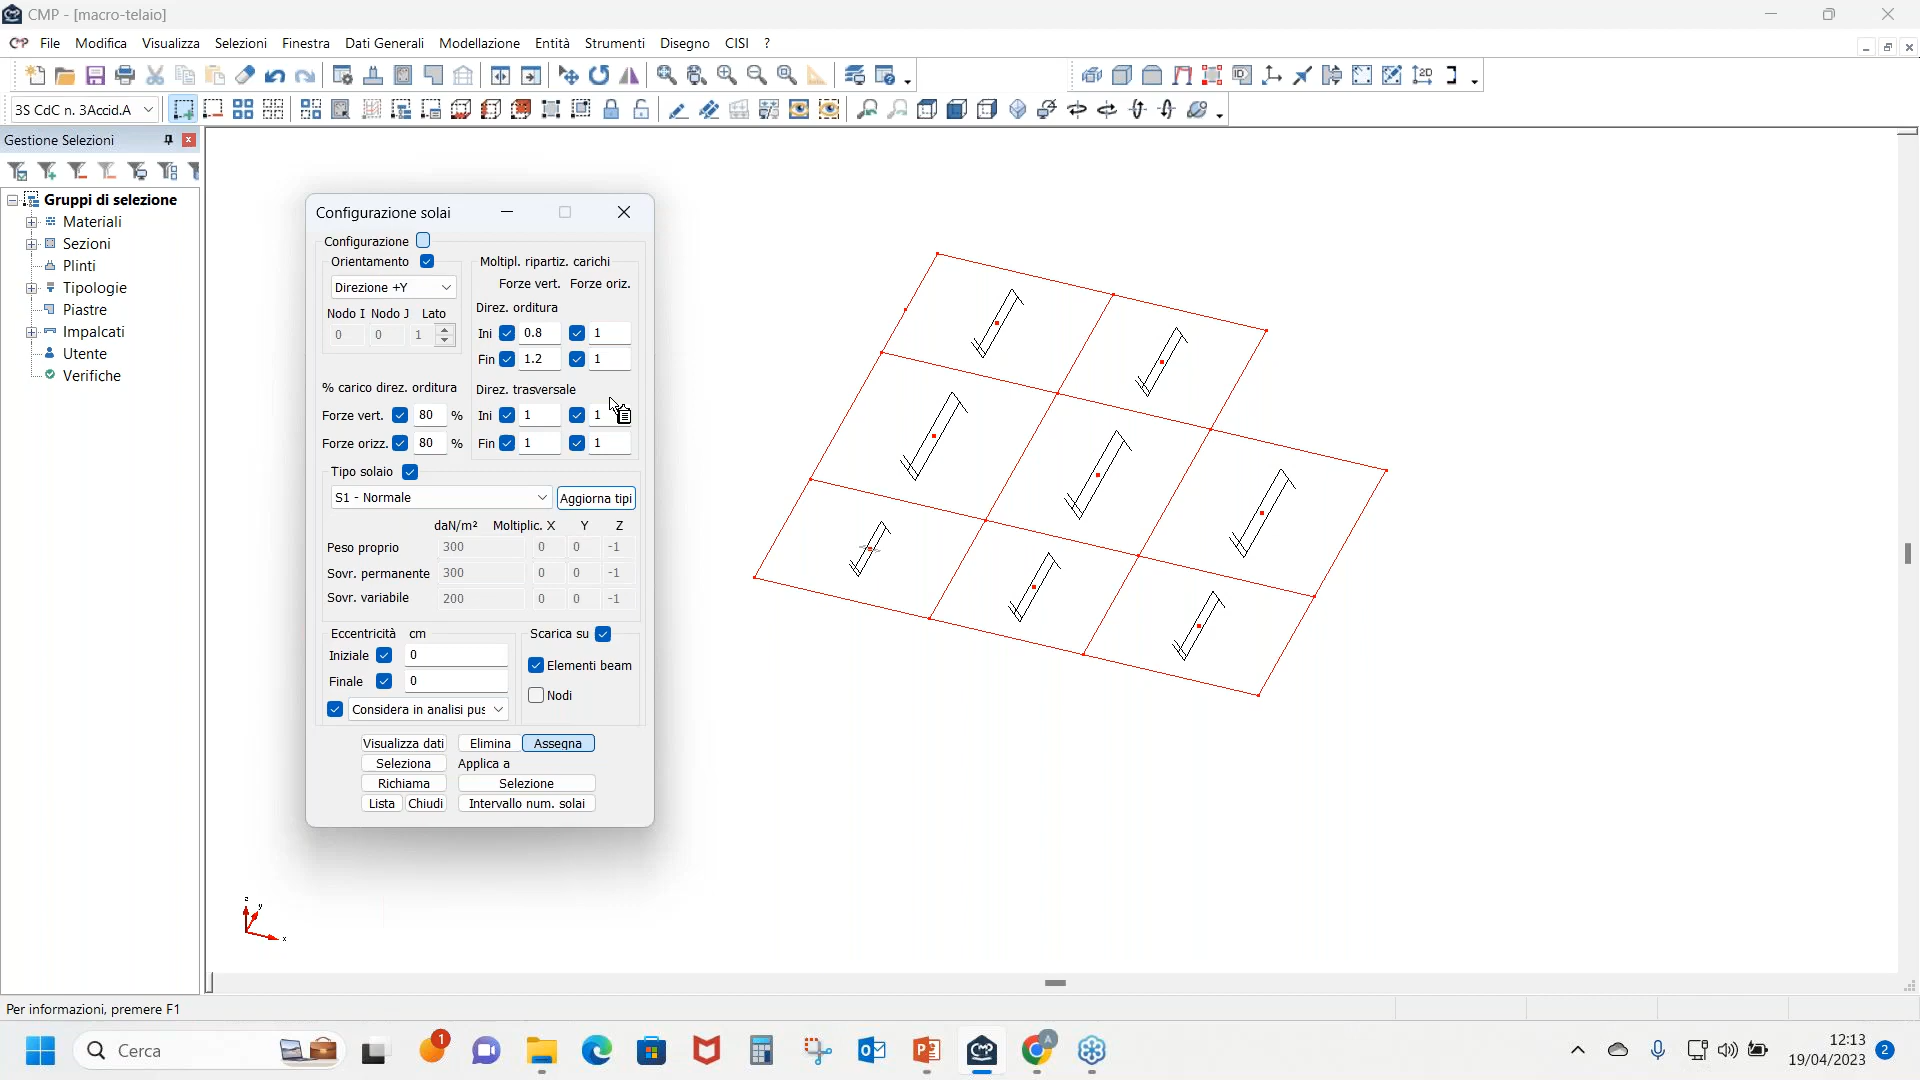 CMP - [macro-telaio]
File Modifica Visualizza Selezioni Finestra Dati Generali Modellazione Entità Strumenti Disegno CISI ?
3S CdC n. 3Accid.A
Gestione Selezioni
Gruppi di selezione
Materiali
Sezioni
Plinti
Tipologie
Piastre
Impalcati
Utente
Verifiche
Configurazione solai
Configurazione
Orientamento
Direzione +Y
Nodo I Nodo J Lato
0 0 1
Moltipl. ripartiz. carichi
Forze vert. Forze oriz.
Direz. orditura
Ini 0.8 1
Fin 1.2 1
% carico direz. orditura
Forze vert. 80 %
Forze orizz. 80 %
Direz. trasversale
Ini 1 1
Fin 1 1
Tipo solaio
S1 - Normale Aggiorna tipi
daN/m² Moltiplic. X Y Z
Peso proprio 300 0 0 -1
Sovr. permanente 300 0 0 -1
Sovr. variabile 200 0 0 -1
Eccentricità cm
Iniziale 0
Finale 0
Considera in analisi pus
Scarica su
Elementi beam
Nodi
Visualizza dati Elimina Assegna
Seleziona Applica a
Richiama Selezione
Lista Chiudi Intervallo num. solai
z
y
x
Per informazioni, premere F1
Cerca
1
A
12:13
19/04/2023
2